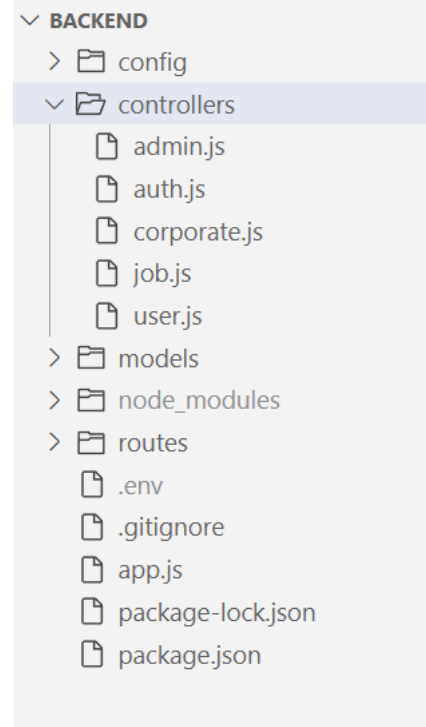 BACKEND
config
controllers
admin.js
auth.js
corporate.js
job.js
user.js
models
node_modules
routes
.env
.gitignore
app.js
package-lock.json
package.json